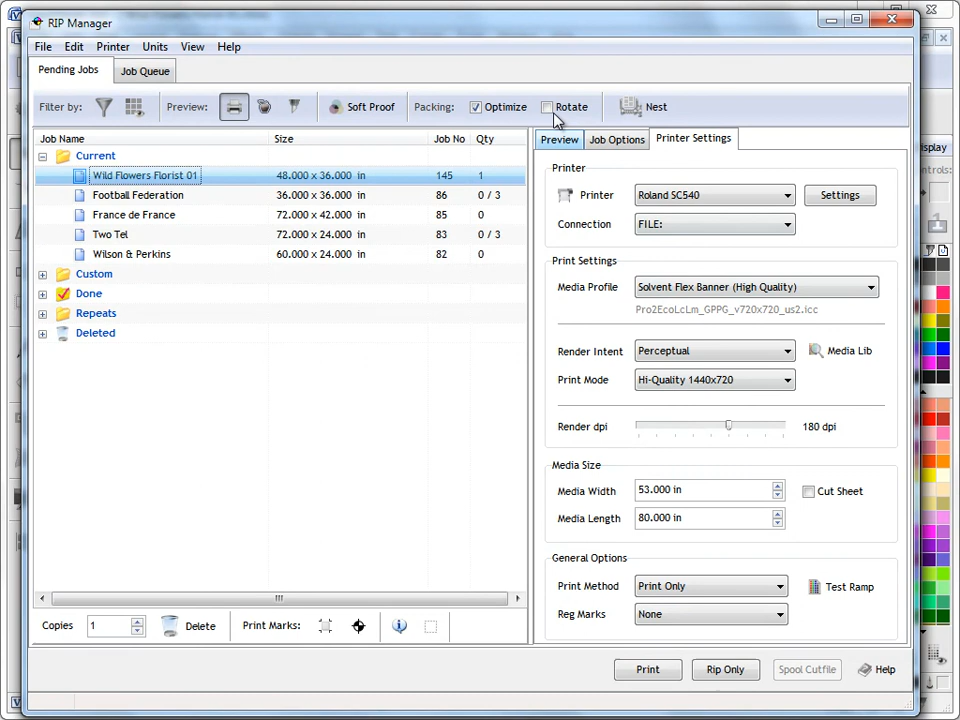 RIP Manager
File Edit Printer Units View Help
Pending Jobs Job Queue
Filter by: Preview: Soft Proof Packing: Optimize Rotate Nest
Job Name Size Job No Qty
Current
Wild Flowers Florist 01 48.000 x 36.000 in 145 1
Football Federation 36.000 x 36.000 in 86 0 / 3
France de France 72.000 x 42.000 in 85 0
Two Tel 72.000 x 24.000 in 83 0 / 3
Wilson & Perkins 60.000 x 24.000 in 82 0
Custom
Done
Repeats
Deleted
Copies 1 Delete Print Marks:
Preview Job Options Printer Settings
Printer
Printer Roland SC540 Settings
Connection FILE:
Print Settings
Media Profile Solvent Flex Banner (High Quality)
Pro2EcoLcLm_GPPG_v720x720_us2.icc
Render Intent Perceptual Media Lib
Print Mode Hi-Quality 1440x720
Render dpi 180 dpi
Media Size
Media Width 53.000 in Cut Sheet
Media Length 80.000 in
General Options
Print Method Print Only Test Ramp
Reg Marks None
Print Rip Only Spool Cutfile Help
display